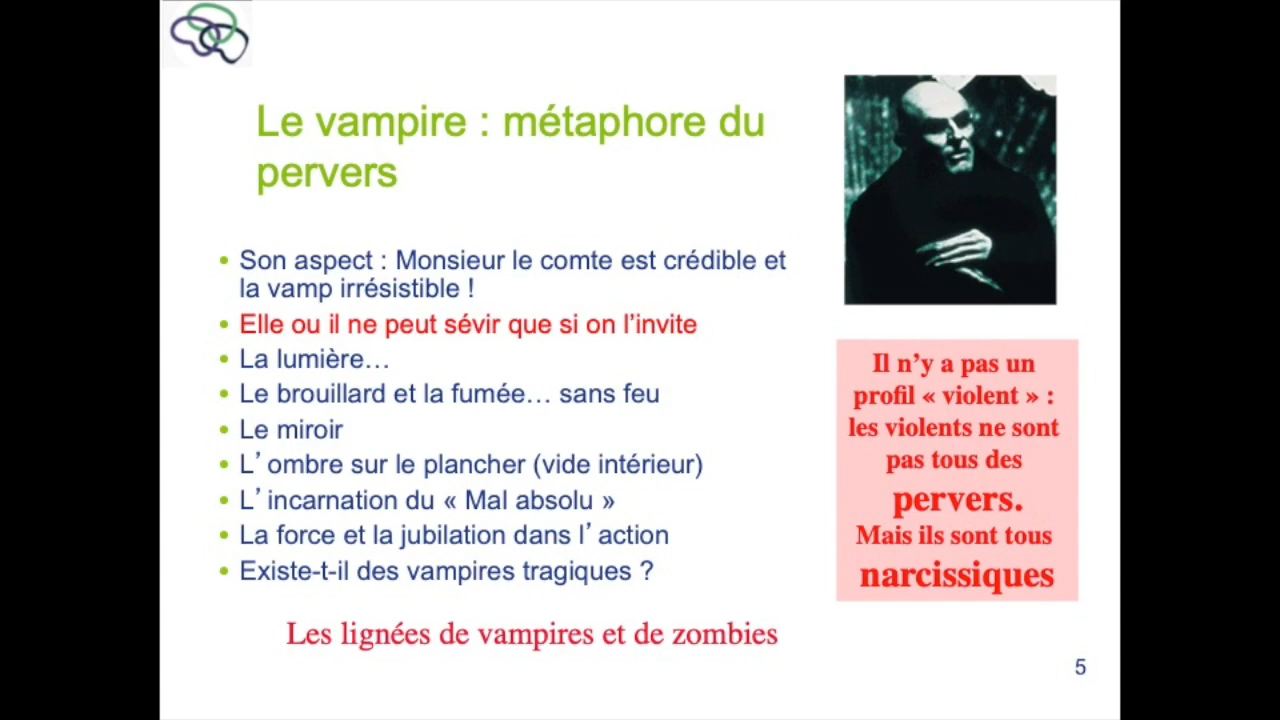 Le vampire : métaphore du
pervers
• Son aspect : Monsieur le comte est crédible et
la vamp irrésistible !
• Elle ou il ne peut sévir que si on l’invite
• La lumière…
• Le brouillard et la fumée… sans feu
• Le miroir
• L’ ombre sur le plancher (vide intérieur)
• L’ incarnation du « Mal absolu »
• La force et la jubilation dans l’ action
• Existe-t-il des vampires tragiques ?
Les lignées de vampires et de zombies
Il n’y a pas un
profil « violent » :
les violents ne sont
pas tous des
pervers.
Mais ils sont tous
narcissiques
5